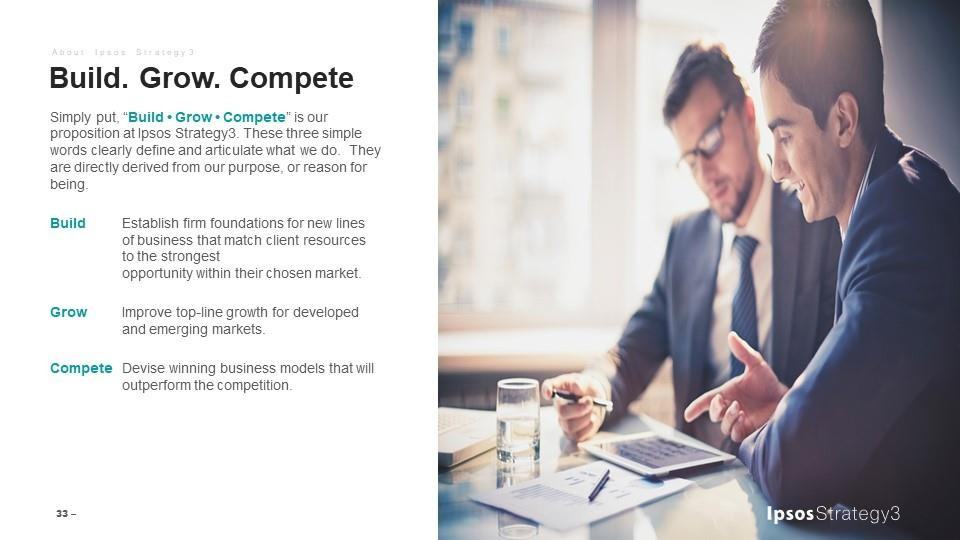 About Ipsos Strategy3
Build. Grow. Compete
Simply put, “Build • Grow • Compete” is our
proposition at Ipsos Strategy3. These three simple
words clearly define and articulate what we do. They
are directly derived from our purpose, or reason for
being.
Build Establish firm foundations for new lines
of business that match client resources
to the strongest
opportunity within their chosen market.
Grow Improve top-line growth for developed
and emerging markets.
Compete Devise winning business models that will
outperform the competition.
33 –
IpsosStrategy3